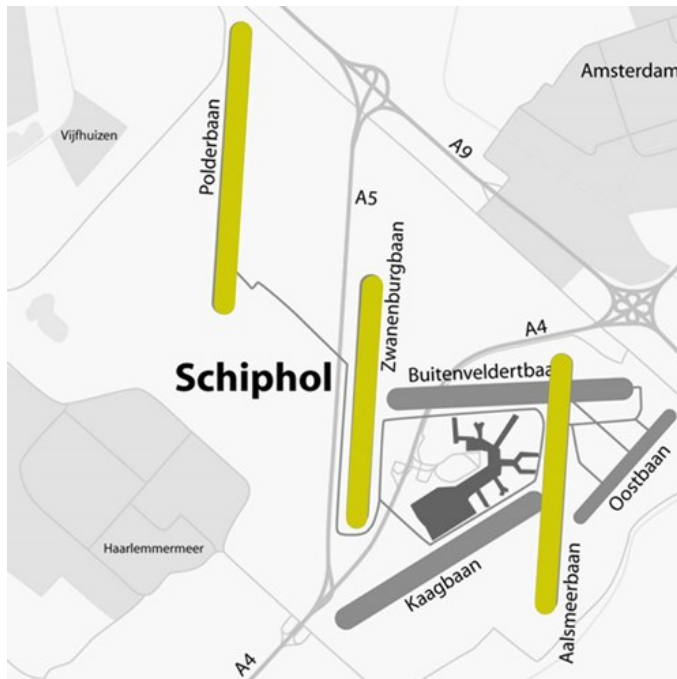 Amsterdam
Vijfhuizen
Polderbaan
A9
A5
Zwanenburgbaan
A4
Schiphol
Buitenveldertbaa
Oostbaan
Haarlemmermeer
Kaagbaan
Aalsmeerbaan
A4